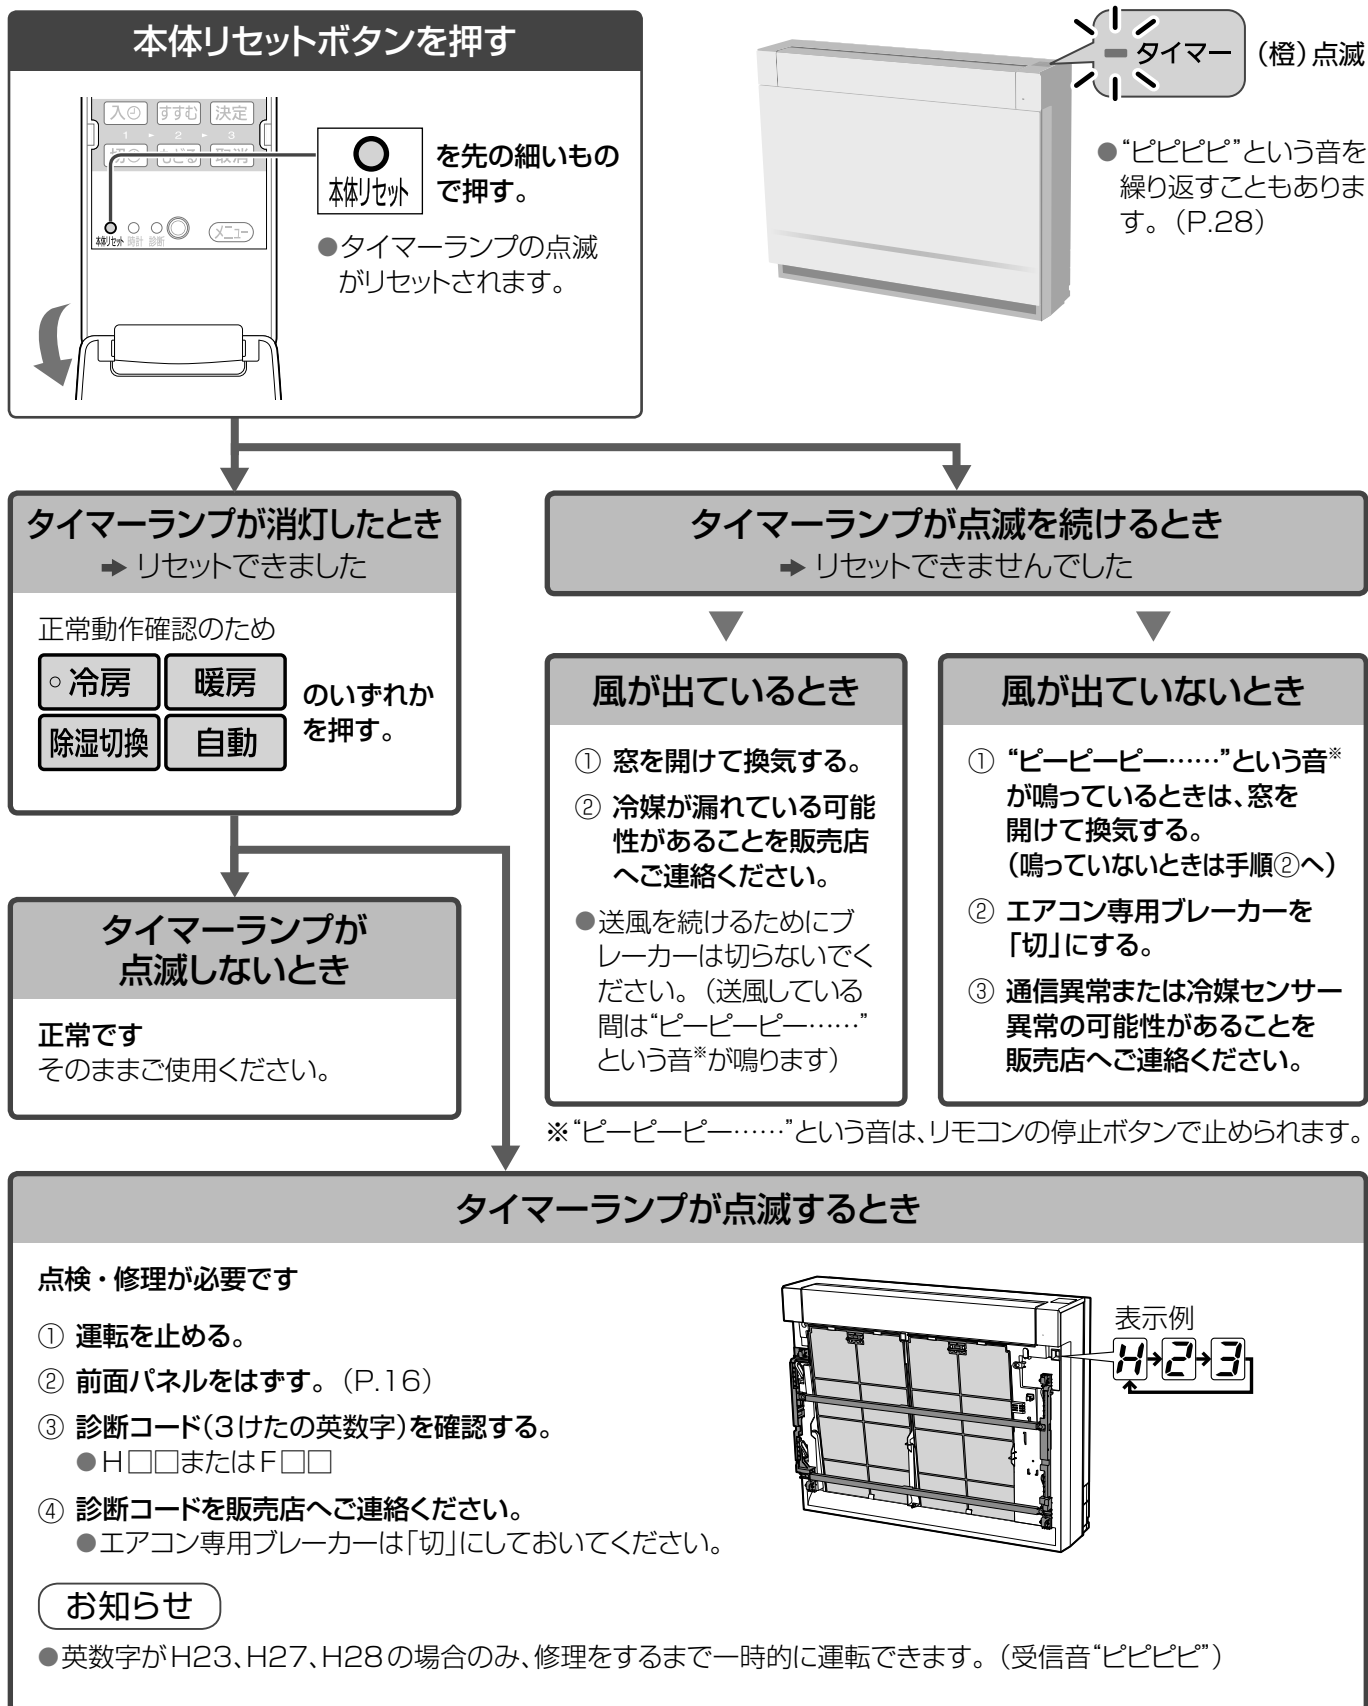 本体リセットボタンを押す
入 すすむ 決定
1 2 3
切 もどる 取消
本体リセット 時計 診断 メニュー
本体リセット
を先の細いもの
で押す。
●タイマーランプの点滅
がリセットされます。
タイマー (橙)点滅
●“ピピピピ”という音を
繰り返すこともありま
す。(P.28)
タイマーランプが消灯したとき
➡ リセットできました
正常動作確認のため
冷房 暖房
除湿切換 自動
のいずれか
を押す。
タイマーランプが
点滅しないとき
正常です
そのままご使用ください。
タイマーランプが点滅を続けるとき
➡ リセットできませんでした
風が出ているとき
① 窓を開けて換気する。
② 冷媒が漏れている可能
性があることを販売店
へご連絡ください。
●送風を続けるためにブ
レーカーは切らないでく
ださい。(送風している
間は“ピーピーピー……”
という音※が鳴ります)
風が出ていないとき
① “ピーピーピー……”という音※
が鳴っているときは、窓を
開けて換気する。
(鳴っていないときは手順②へ)
② エアコン専用ブレーカーを
「切」にする。
③ 通信異常または冷媒センサー
異常の可能性があることを
販売店へご連絡ください。
※“ピーピーピー……”という音は、リモコンの停止ボタンで止められます。
タイマーランプが点滅するとき
点検・修理が必要です
① 運転を止める。
② 前面パネルをはずす。(P.16)
③ 診断コード(3けたの英数字)を確認する。
●H□□またはF□□
④ 診断コードを販売店へご連絡ください。
●エアコン専用ブレーカーは「切」にしておいてください。
表示例
H→2→3
お知らせ
●英数字がH23、H27、H28の場合のみ、修理をするまで一時的に運転できます。(受信音“ピピピピ”)